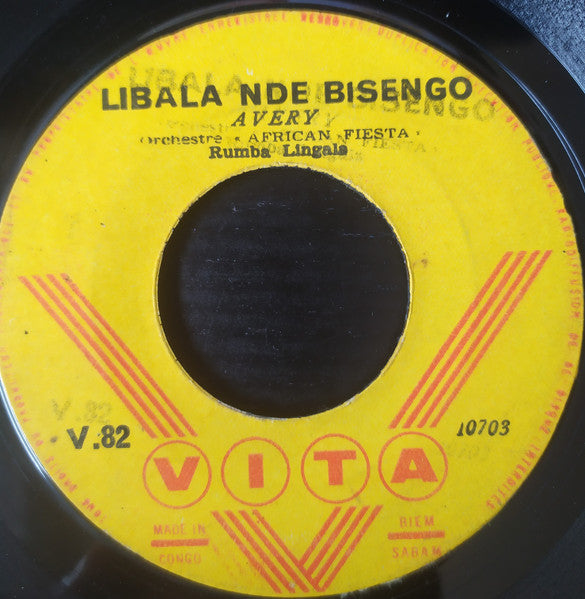 LIBALA NDE BISENGO
AVERY
Orchestre « AFRICAN FIESTA »
Rumba Lingala
V.82
10703
VITA
MADE IN
CONGO
BIEM
SABAM